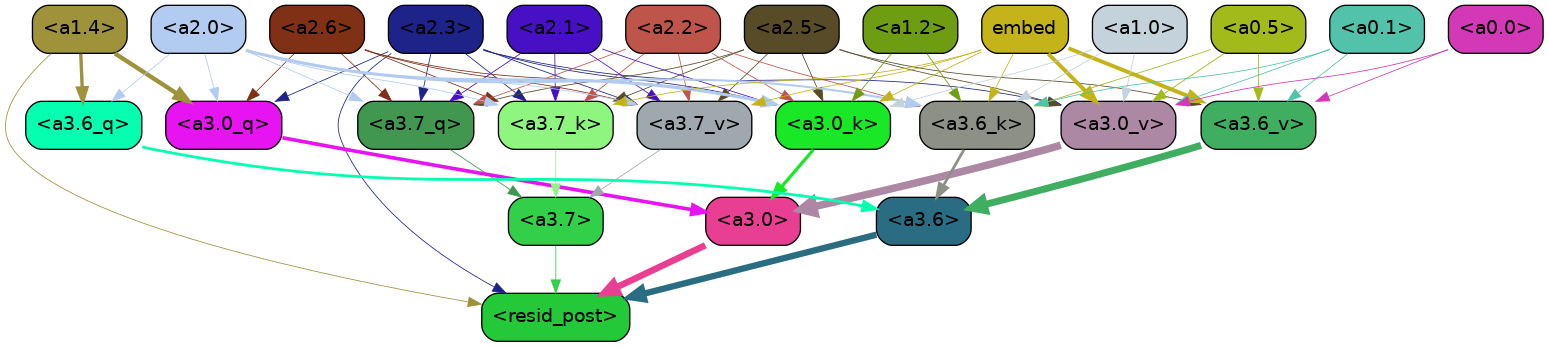 <a1.4> <a2.0> <a2.6> <a2.3> <a2.1> <a2.2> <a2.5> <a1.2> embed <a1.0> <a0.5> <a0.1> <a0.0>
<a3.6_q> <a3.0_q> <a3.7_q> <a3.7_k> <a3.7_v> <a3.0_k> <a3.6_k> <a3.0_v> <a3.6_v>
<a3.7> <a3.0> <a3.6>
<resid_post>